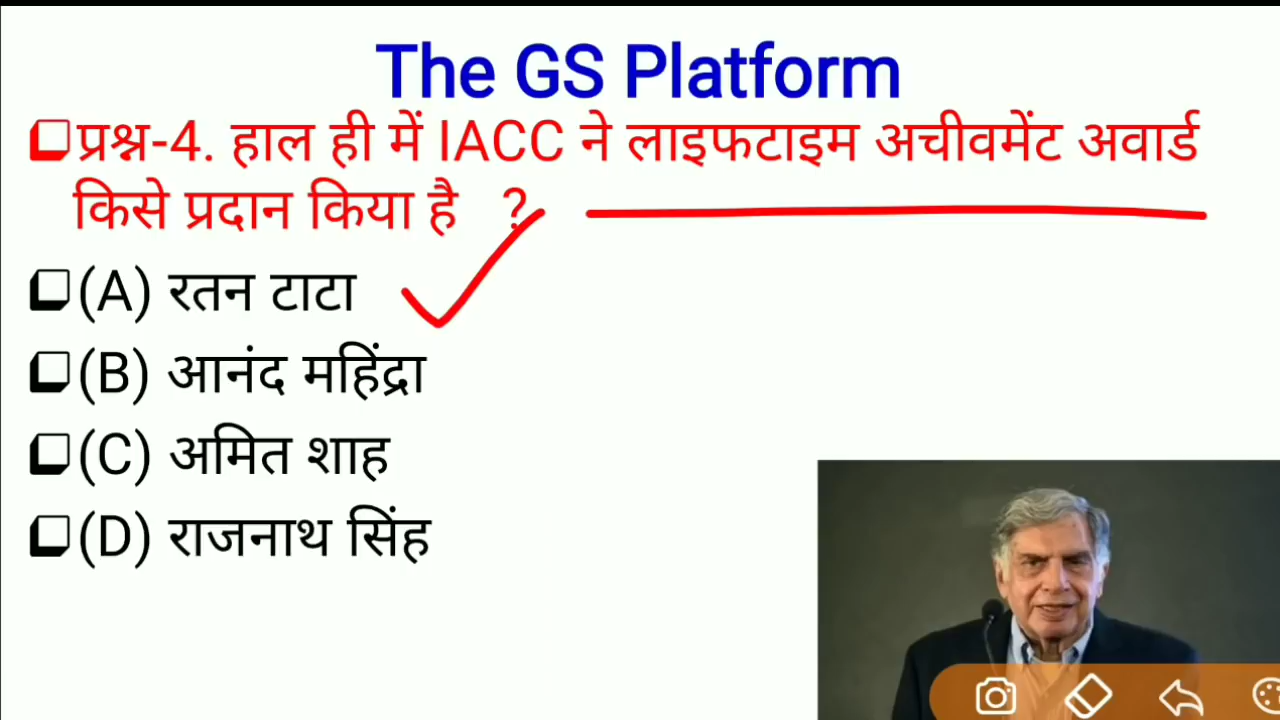 The GS Platform
प्रश्न-4. हाल ही में IACC ने लाइफटाइम अचीवमेंट अवार्ड
किसे प्रदान किया है ?
(A) रतन टाटा
(B) आनंद महिंद्रा
(C) अमित शाह
(D) राजनाथ सिंह